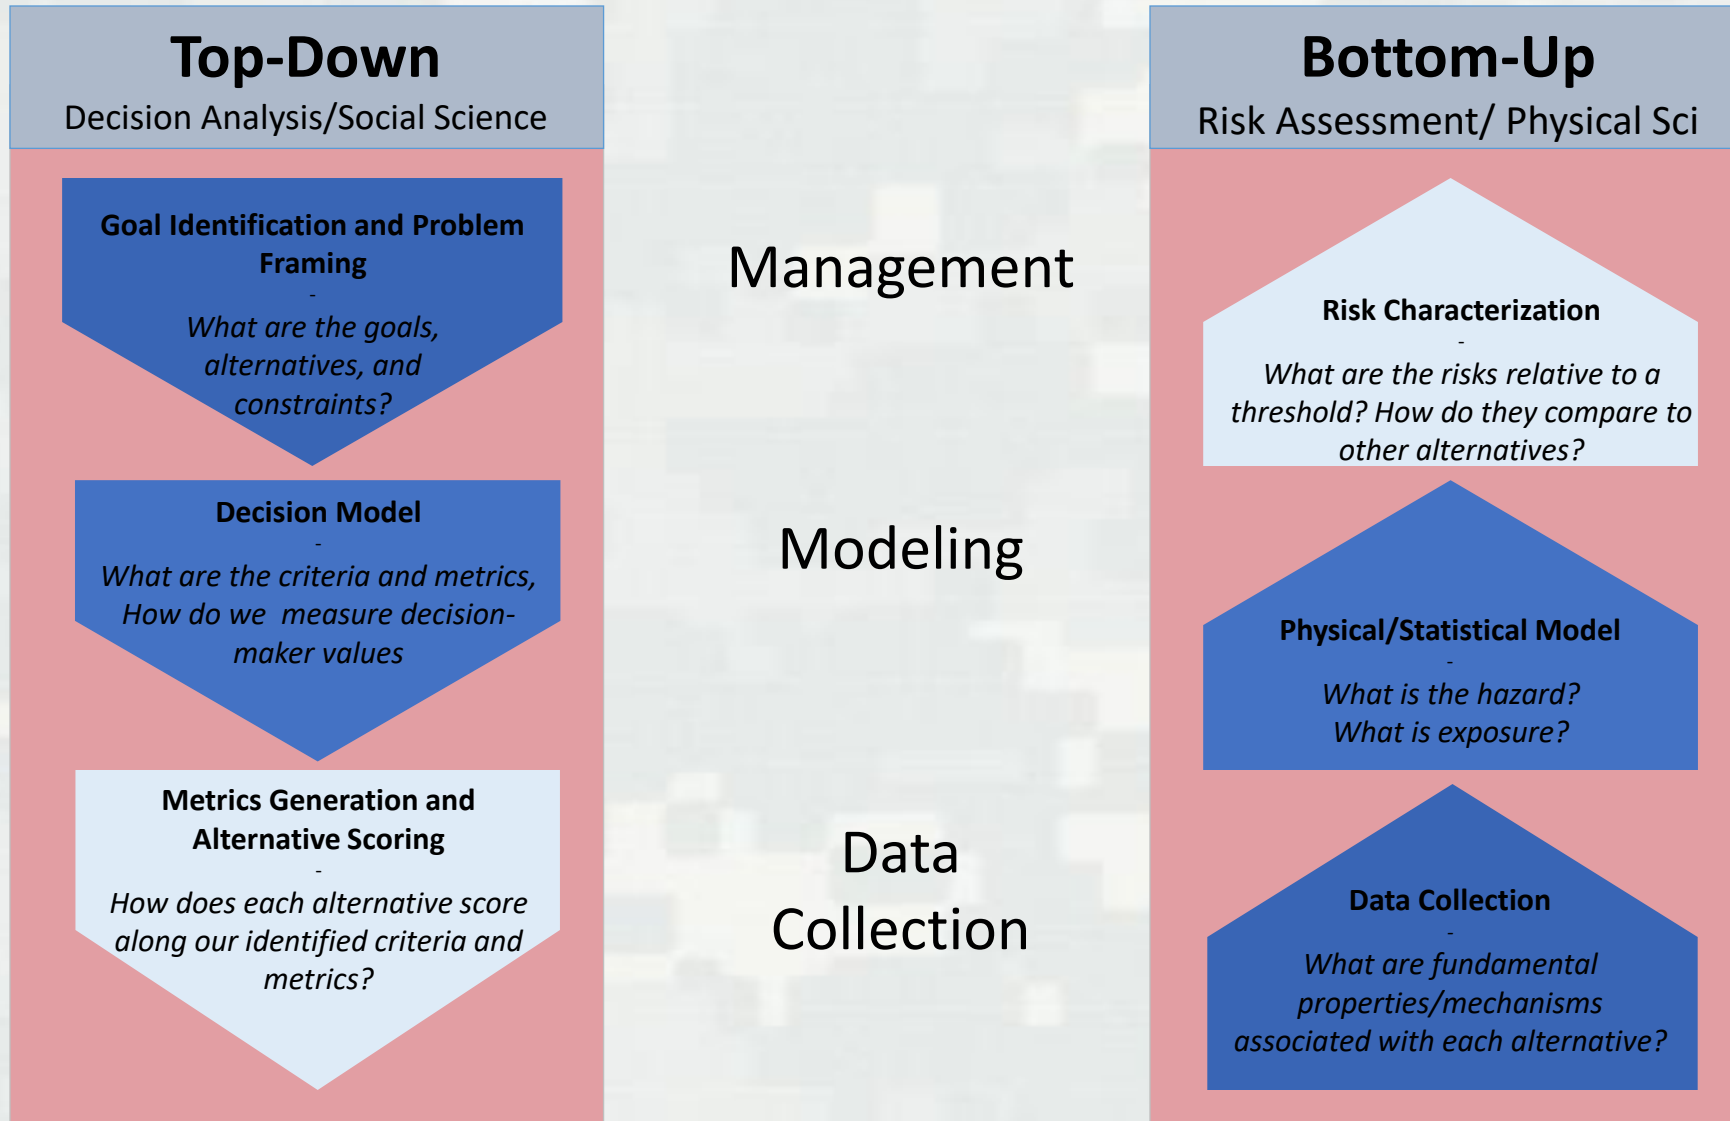 Top-Down
Decision Analysis/Social Science
Goal Identification and Problem
Framing
-
What are the goals,
alternatives, and
constraints?
Decision Model
-
What are the criteria and metrics,
How do we  measure decision-
maker values
Metrics Generation and
Alternative Scoring
-
How does each alternative score
along our identified criteria and
metrics?
Management
Modeling
Data
Collection
Bottom-Up
Risk Assessment/ Physical Sci
Risk Characterization
-
What are the risks relative to a
threshold? How do they compare to
other alternatives?
Physical/Statistical Model
-
What is the hazard?
What is exposure?
Data Collection
-
What are fundamental
properties/mechanisms
associated with each alternative?